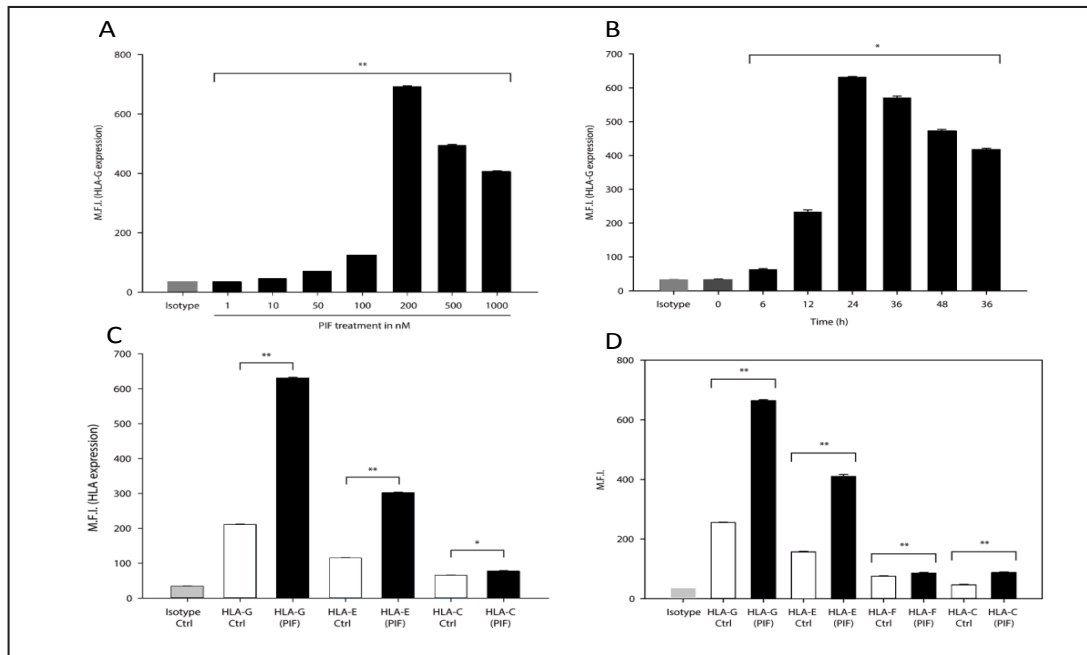 A
800
600
400
200
0
M.F.I. (HLA-G expression)
**
Isotype 1 10 50 100 200 500 1000
PIF treatment in nM
B
700
600
500
400
300
200
100
0
M.F.I. (HLA-G expression)
*
Isotype 0 6 12 24 36 48 36
Time (h)
C
700
600
500
400
300
200
100
0
M.F.I. (HLA expression)
**
**
*
Isotype HLA-G HLA-G HLA-E HLA-E HLA-C HLA-C
Ctrl Ctrl (PIF) Ctrl (PIF) Ctrl (PIF)
D
800
600
400
200
0
M.F.I.
**
**
**
**
Isotype HLA-G HLA-G HLA-E HLA-E HLA-F HLA-F HLA-C HLA-C
Ctrl (PIF) Ctrl (PIF) Ctrl (PIF) Ctrl (PIF)